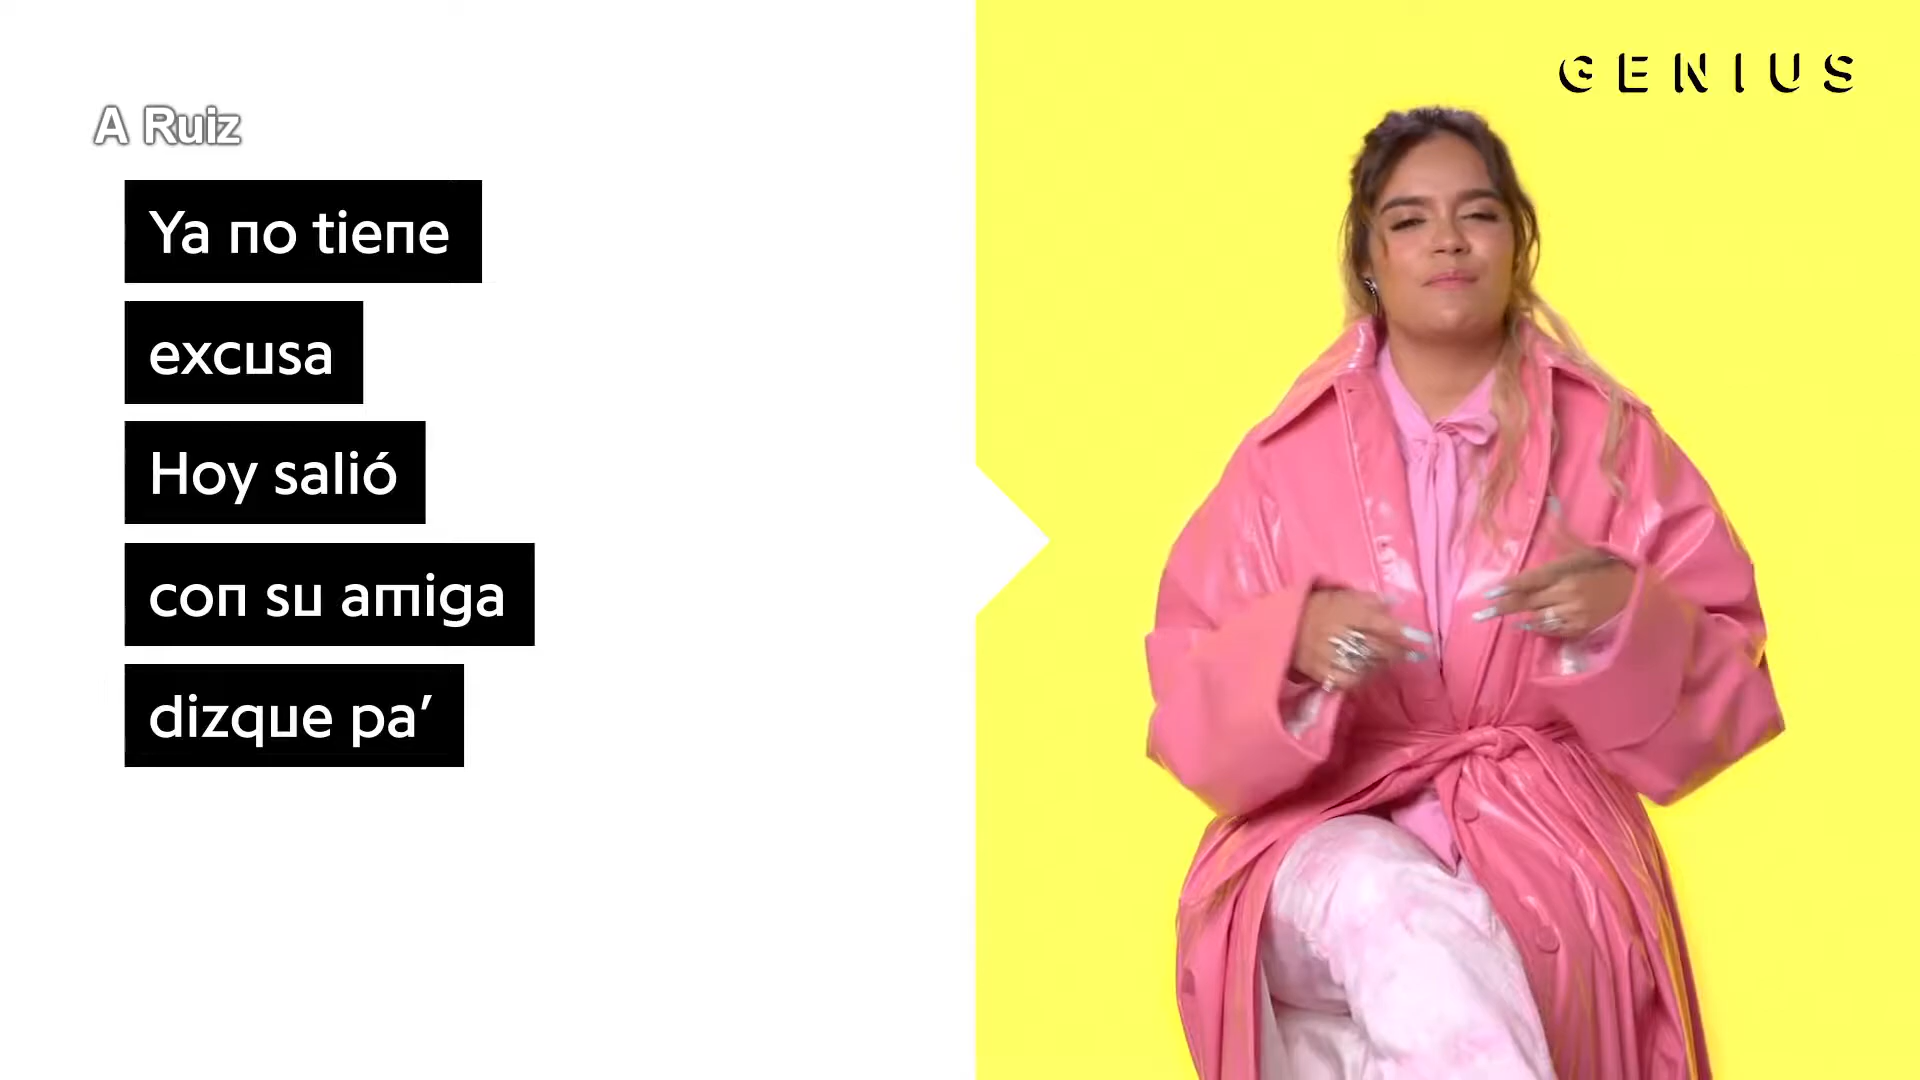 GENIUS
A Ruiz
Ya no tiene
excusa
Hoy salió
con su amiga
dizque pa’